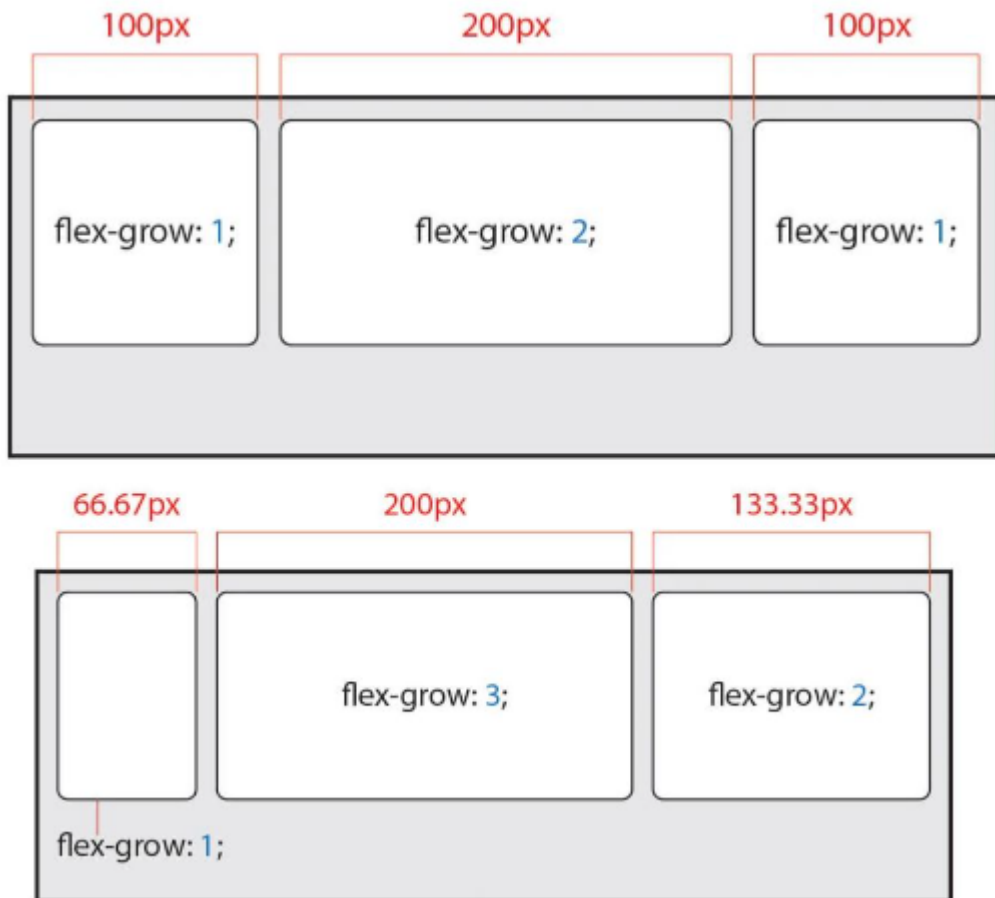 100px 200px 100px
flex-grow: 1; flex-grow: 2; flex-grow: 1;
66.67px 200px 133.33px
flex-grow: 3; flex-grow: 2;
flex-grow: 1;